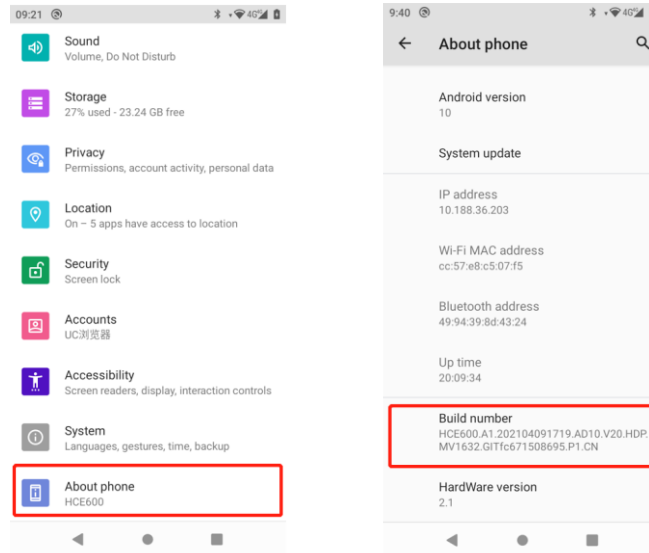 09:21
4G
Sound
Volume, Do Not Disturb
Storage
27% used - 23.24 GB free
Privacy
Permissions, account activity, personal data
Location
On – 5 apps have access to location
Security
Screen lock
Accounts
UC浏览器
Accessibility
Screen readers, display, interaction controls
System
Languages, gestures, time, backup
About phone
HCE600
9:40
4G
About phone
Android version
10
System update
IP address
10.188.36.203
Wi-Fi MAC address
cc:57:e8:c5:07:f5
Bluetooth address
49:94:39:8d:43:24
Up time
20:09:34
Build number
HCE600.A1.202104091719.AD10.V20.HDP.
MV1632.GITfc671508695.P1.CN
HardWare version
2.1